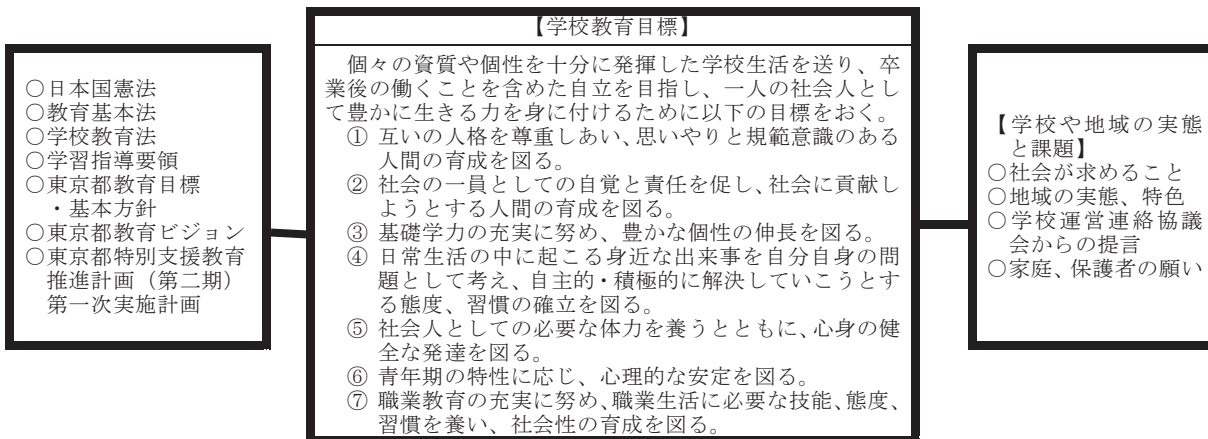 ○日本国憲法
○教育基本法
○学校教育法
○学習指導要領
○東京都教育目標
・基本方針
○東京都教育ビジョン
○東京都特別支援教育
推進計画(第二期)
第一次実施計画
【学校教育目標】
個々の資質や個性を十分に発揮した学校生活を送り、卒
業後の働くことを含めた自立を目指し、一人の社会人とし
て豊かに生きる力を身に付けるために以下の目標をおく。
① 互いの人格を尊重しあい、思いやりと規範意識のある
人間の育成を図る。
② 社会の一員としての自覚と責任を促し、社会に貢献し
ようとする人間の育成を図る。
③ 基礎学力の充実に努め、豊かな個性の伸長を図る。
④ 日常生活の中に起こる身近な出来事を自分自身の問
題として考え、自主的・積極的に解決していこうとす
る態度、習慣の確立を図る。
⑤ 社会人としての必要な体力を養うとともに、心身の健
全な発達を図る。
⑥ 青年期の特性に応じ、心理的な安定を図る。
⑦ 職業教育の充実に努め、職業生活に必要な技能、態度、
習慣を養い、社会性の育成を図る。
【学校や地域の実態
と課題】
○社会が求めること
○地域の実態、特色
○学校運営連絡協議
会からの提言
○家庭、保護者の願い